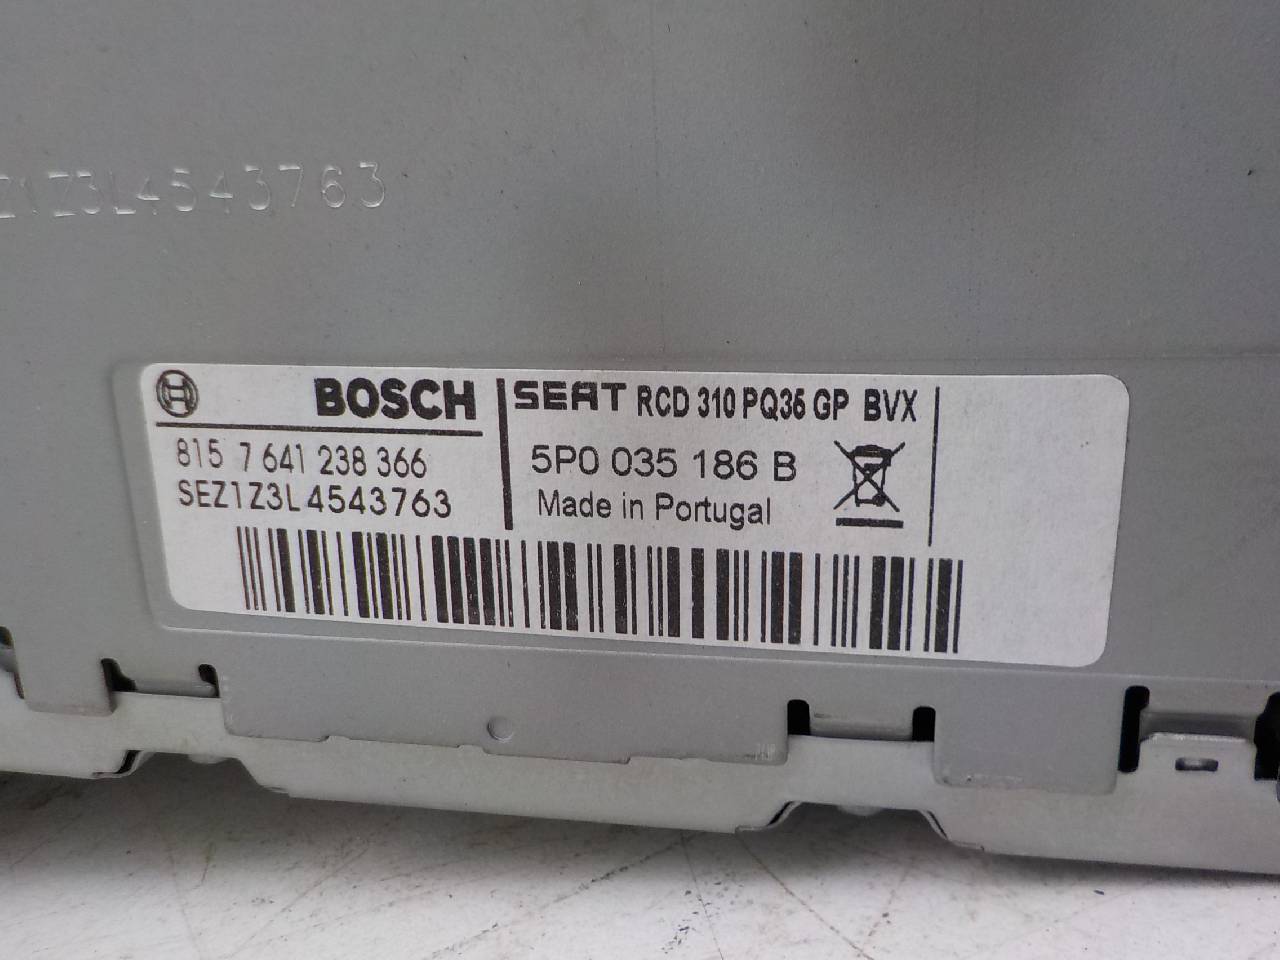 Z1Z3L4543763
BOSCH
815 7 641 238 366
SEZ1Z3L4543763
SEAT RCD 310 PQ36 GP BVX
5P0 035 186 B
Made in Portugal